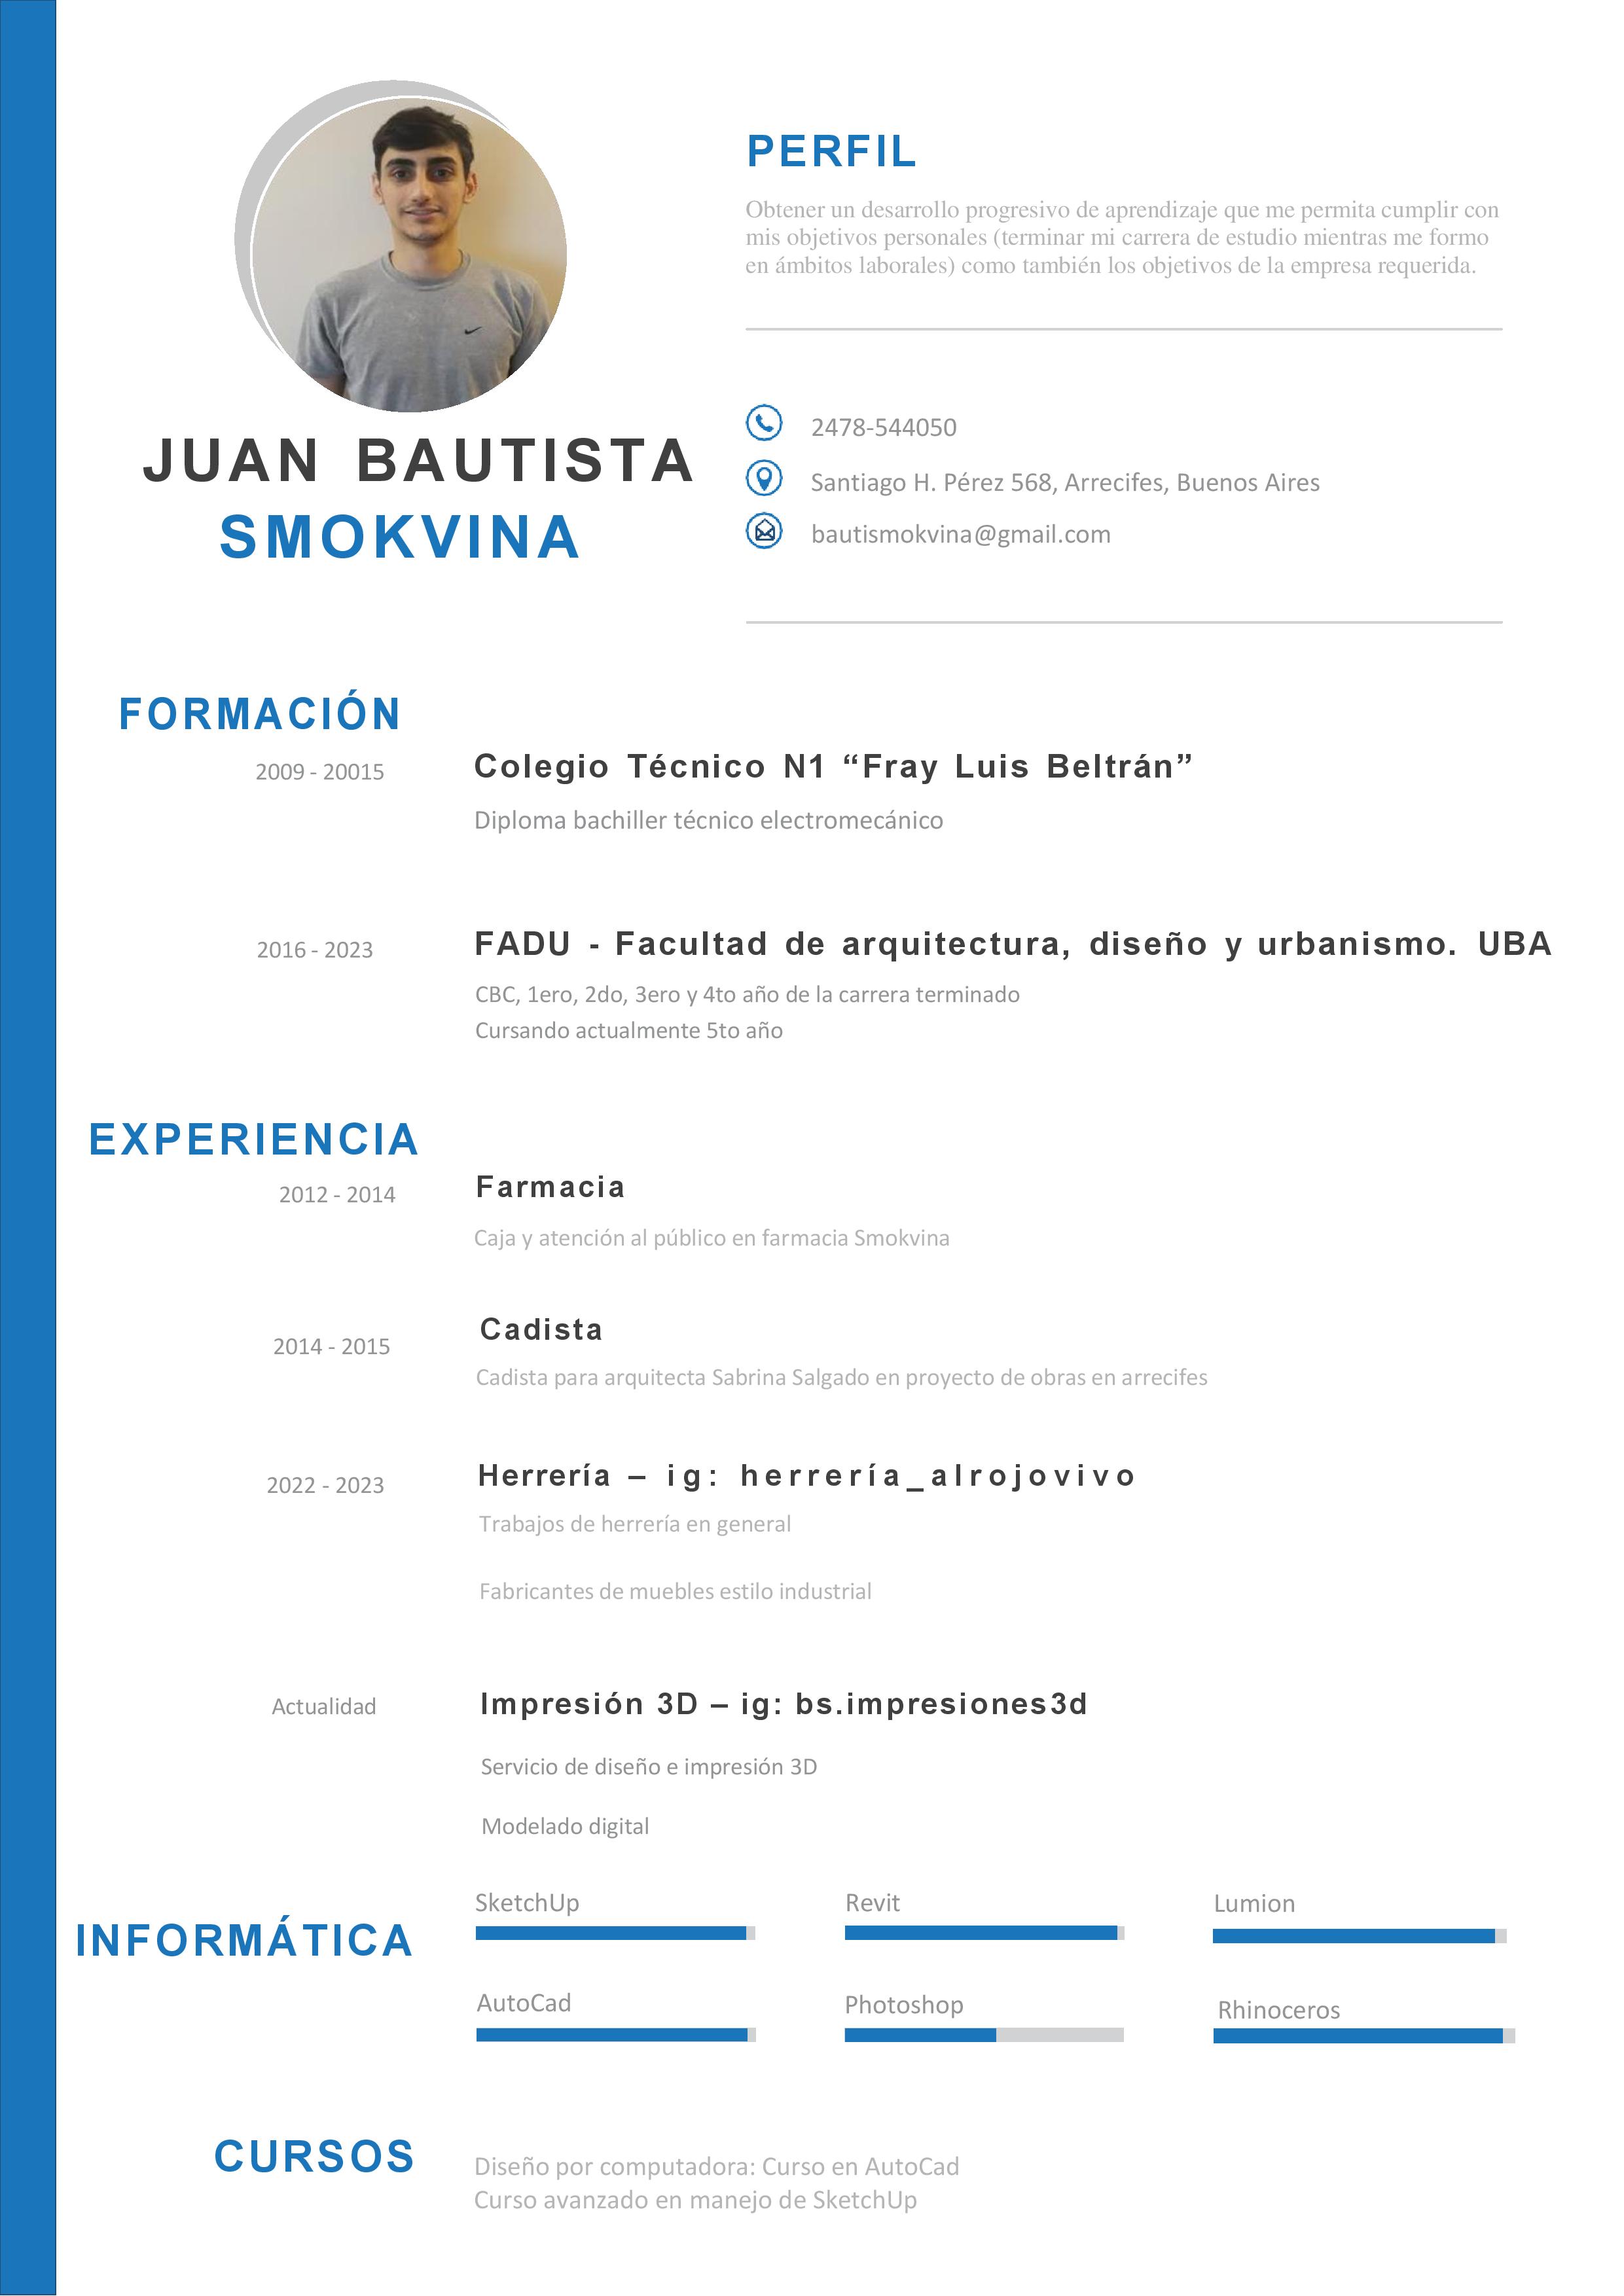 JUAN BAUTISTA
SMOKVINA
PERFIL
Obtener un desarrollo progresivo de aprendizaje que me permita cumplir con
mis objetivos personales (terminar mi carrera de estudio mientras me formo
en ámbitos laborales) como también los objetivos de la empresa requerida.
2478-544050
Santiago H. Pérez 568, Arrecifes, Buenos Aires
bautismokvina@gmail.com
FORMACIÓN
2009 - 20015
Colegio Técnico N1 “Fray Luis Beltrán”
Diploma bachiller técnico electromecánico
2016 - 2023
FADU - Facultad de arquitectura, diseño y urbanismo. UBA
CBC, 1ero, 2do, 3ero y 4to año de la carrera terminado
Cursando actualmente 5to año
EXPERIENCIA
2012 - 2014
Farmacia
Caja y atención al público en farmacia Smokvina
2014 - 2015
Cadista
Cadista para arquitecta Sabrina Salgado en proyecto de obras en arrecifes
2022 - 2023
Herrería – ig: herrería_alrojovivo
Trabajos de herrería en general
Fabricantes de muebles estilo industrial
Actualidad
Impresión 3D – ig: bs.impresiones3d
Servicio de diseño e impresión 3D
Modelado digital
INFORMÁTICA
SketchUp
Revit
Lumion
AutoCad
Photoshop
Rhinoceros
CURSOS
Diseño por computadora: Curso en AutoCad
Curso avanzado en manejo de SketchUp